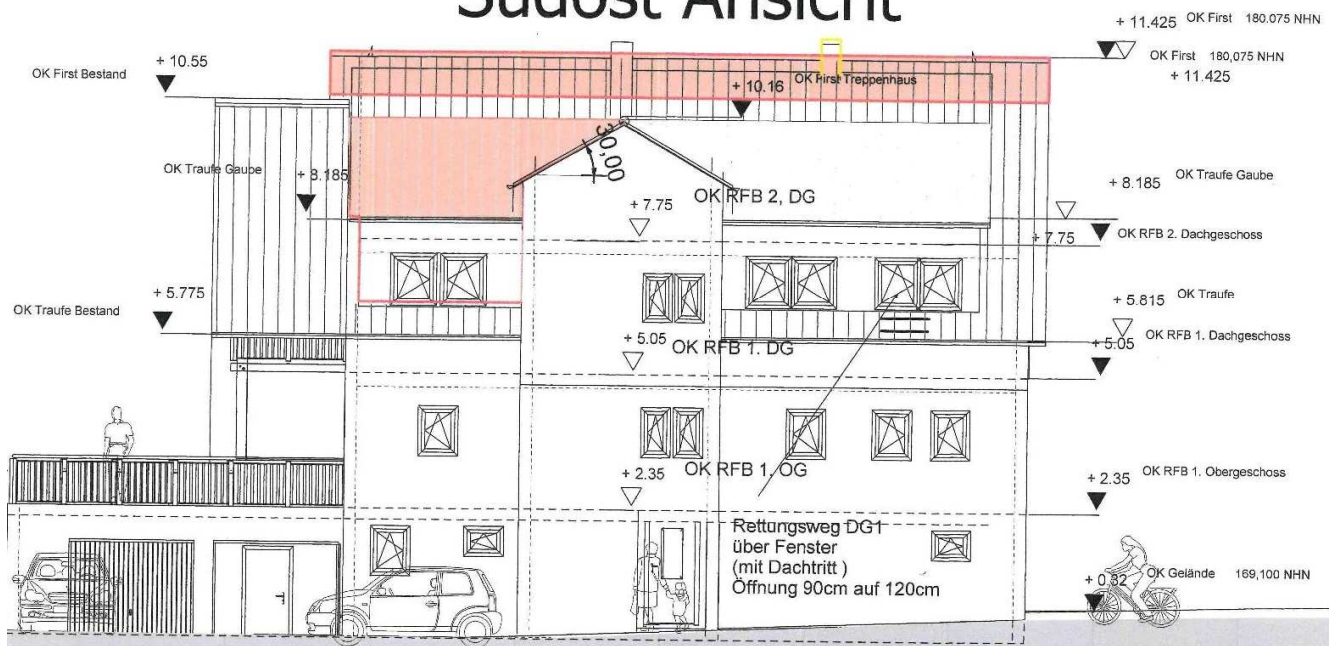 Südost Ansicht
+ 11.425 OK First 180.075 NHN
OK First 180,075 NHN
+ 11.425
OK First Bestand
+ 10.55
OK First Treppenhaus
+ 10.16
30,00
OK Traufe Gaube
+ 8.185
+ 8.185 OK Traufe Gaube
+ 7.75
OK RFB 2, DG
+ 7.75 OK RFB 2. Dachgeschoss
OK Traufe Bestand
+ 5.775
+ 5.815 OK Traufe
+ 5.05 OK RFB 1. DG
+ 5.05 OK RFB 1. Dachgeschoss
+ 2.35 OK RFB 1. OG
+ 2.35 OK RFB 1. Obergeschoss
Rettungsweg DG1
über Fenster
(mit Dachtritt )
Öffnung 90cm auf 120cm
+ 0.32 OK Gelände 169,100 NHN